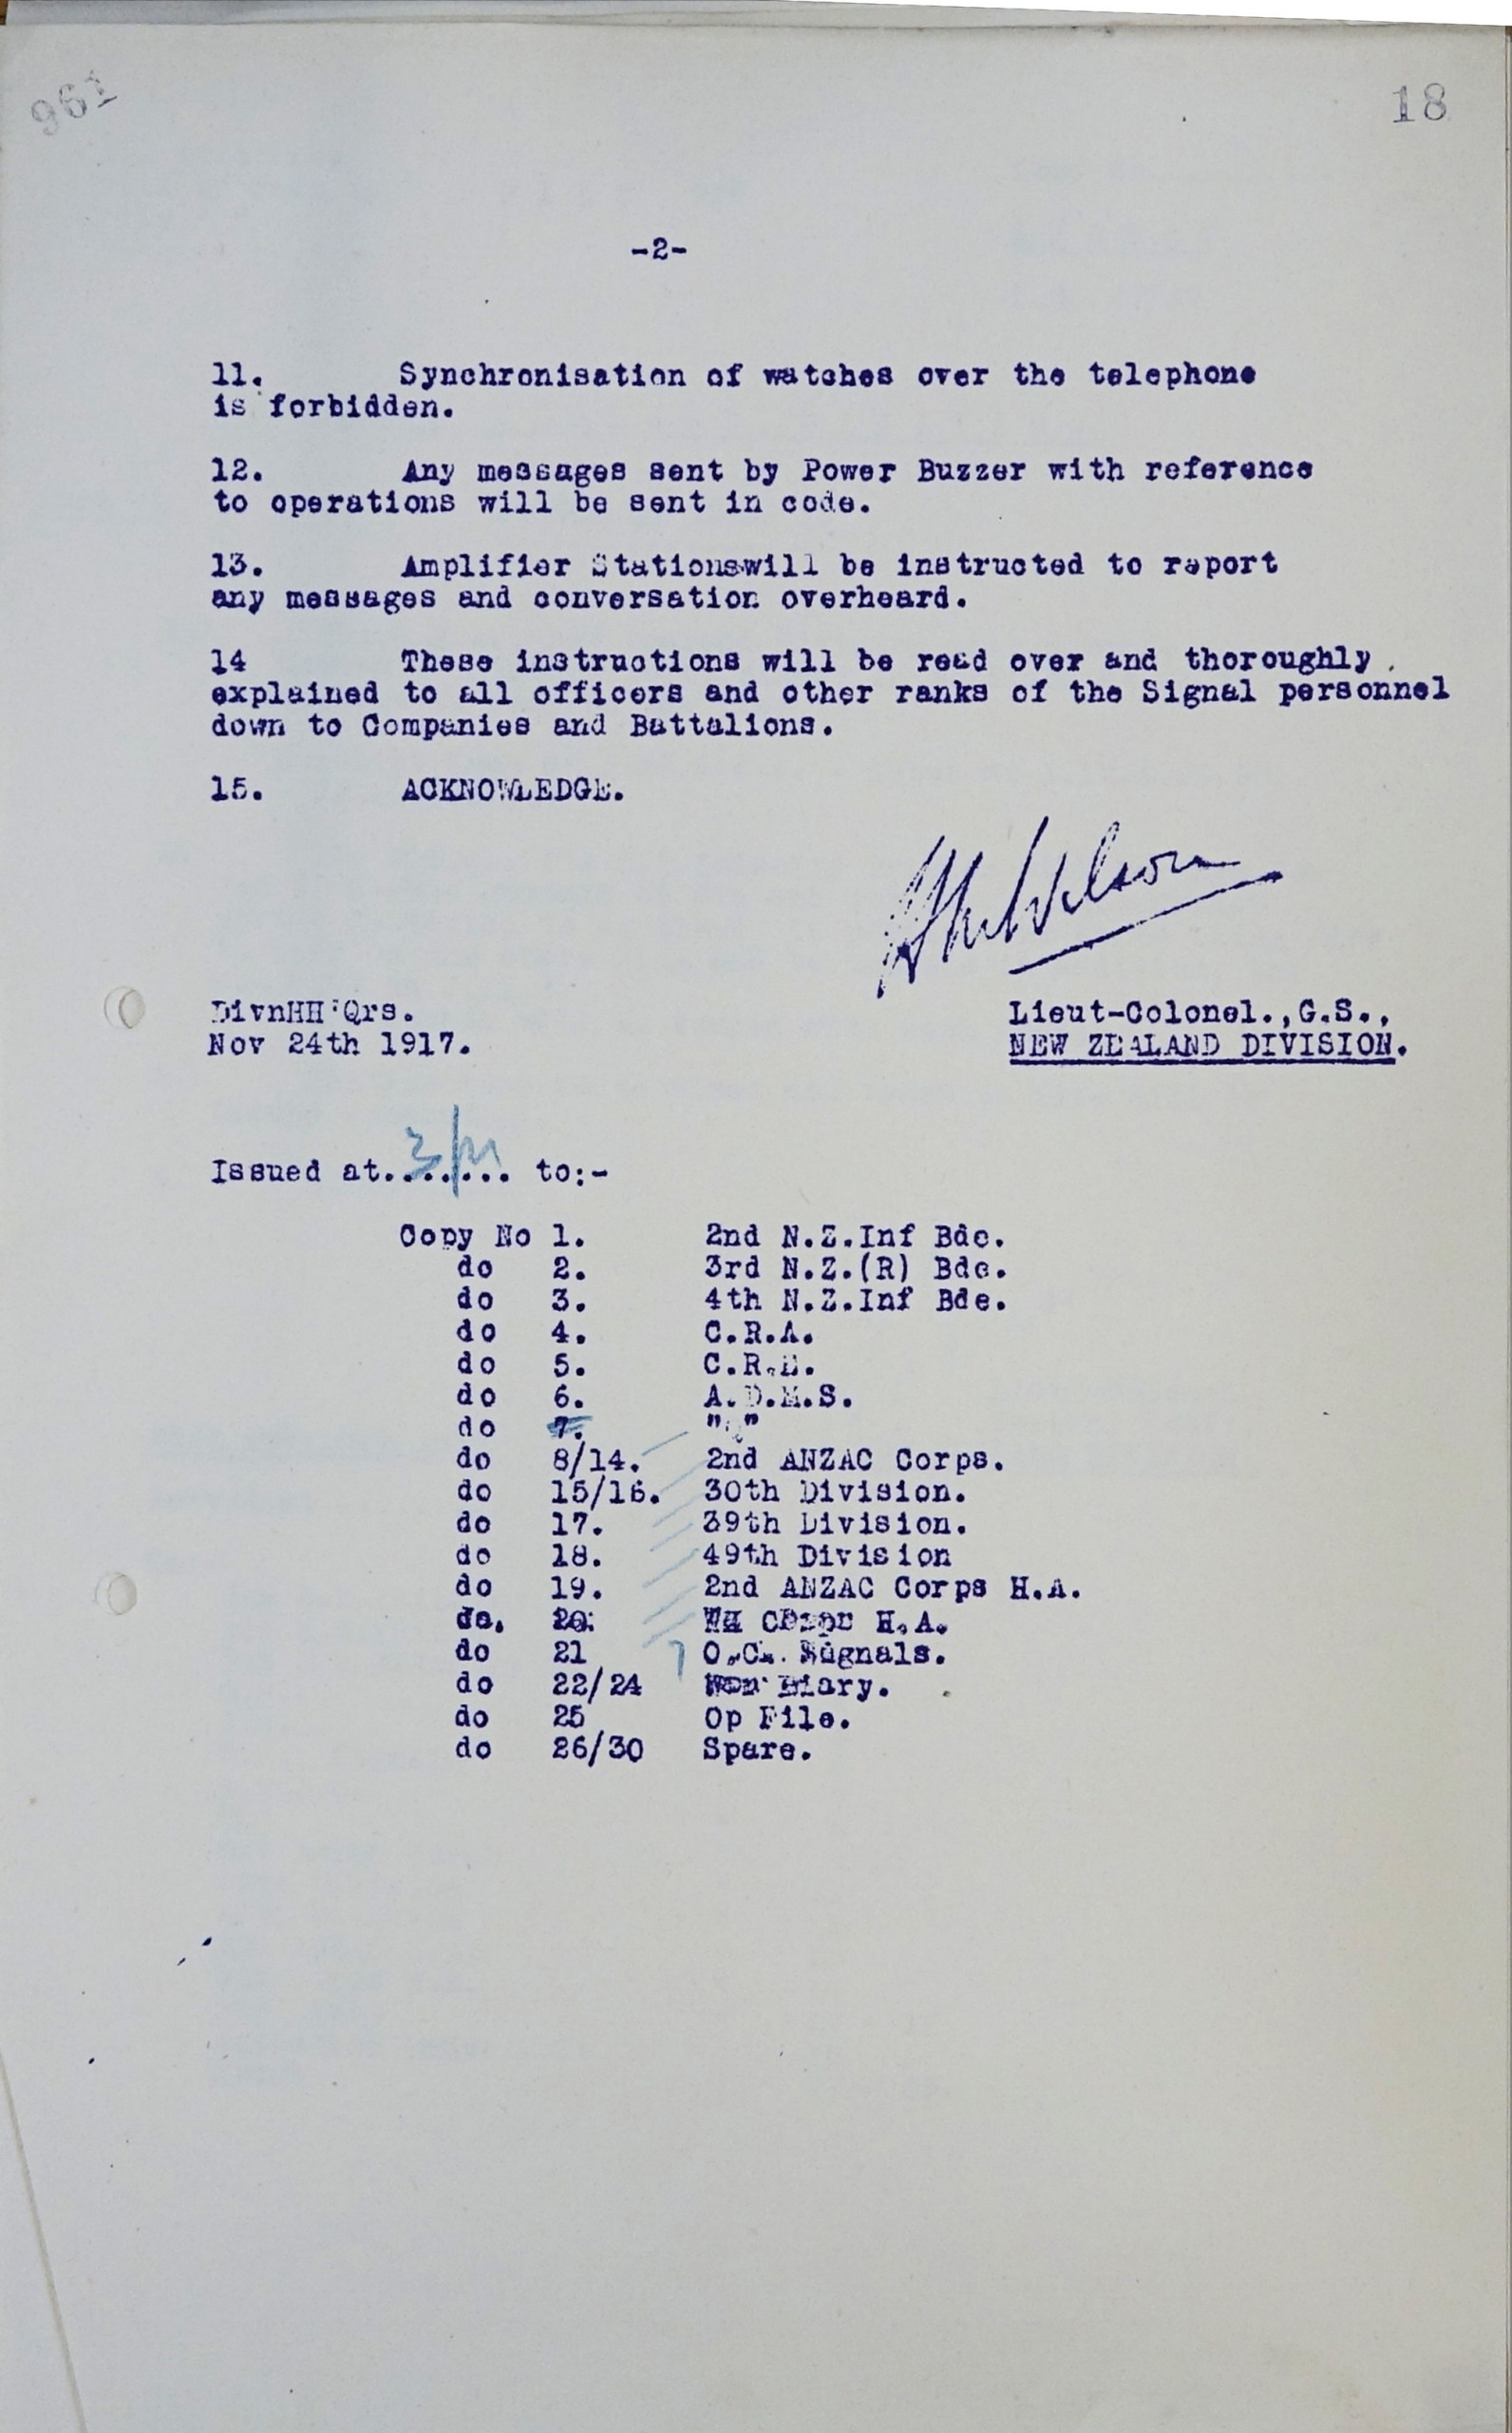 961
18
-2-
11. Synchronisation of watches over the telephone
is forbidden.
12. Any messages sent by Power Buzzer with reference
to operations will be sent in code.
13. Amplifier Stationswill be instructed to report
any messages and conversation overheard.
14 These instructions will be read over and thoroughly
explained to all officers and other ranks of the Signal personnel
down to Companies and Battalions.
15. ACKNOWLEDGE.
Wilson
DivnHH'Qrs. Lieut-Colonel.,G.S.,
Nov 24th 1917. NEW ZEALAND DIVISION.
Issued at........ to:-
Copy No 1. 2nd N.Z.Inf Bde.
do 2. 3rd N.Z.(R) Bde.
do 3. 4th N.Z.Inf Bde.
do 4. C.R.A.
do 5. C.R.E.
do 6. A.D.M.S.
do 7.
do 8/14. 2nd ANZAC Corps.
do 15/16. 30th Division.
do 17. 39th Division.
do 18. 49th Division
do 19. 2nd ANZAC Corps H.A.
do. 20. H.A.
do 21 O.C. Signals.
do 22/24 Diary.
do 25 Op File.
do 26/30 Spare.